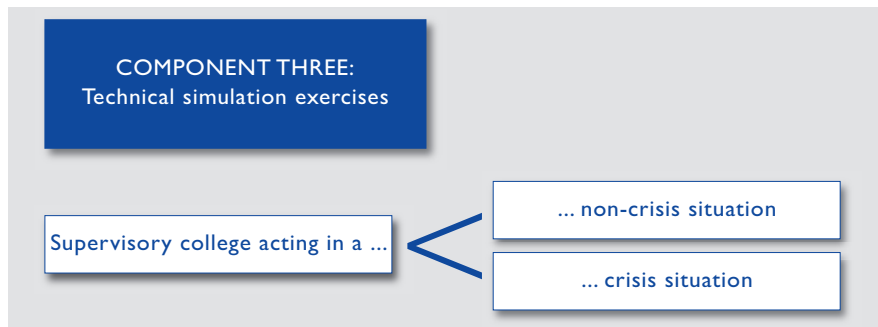 COMPONENT THREE:
Technical simulation exercises
Supervisory college acting in a ...
... non-crisis situation
... crisis situation